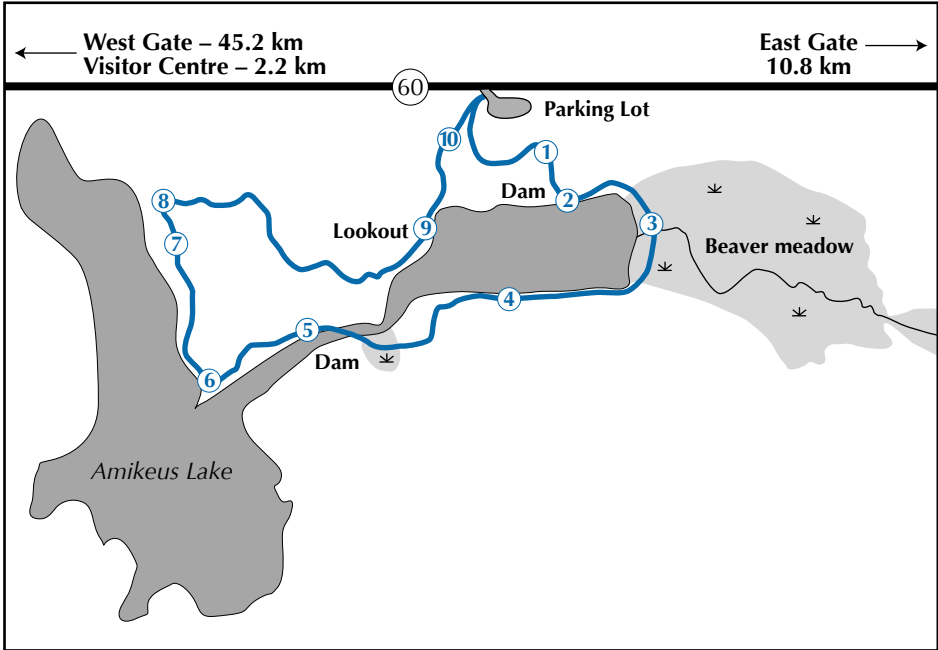 West Gate – 45.2 km
Visitor Centre – 2.2 km
East Gate
10.8 km
60
Parking Lot
10
1
Dam
2
8
3
Lookout
9
7
Beaver meadow
4
5
Dam
6
Amikeus Lake